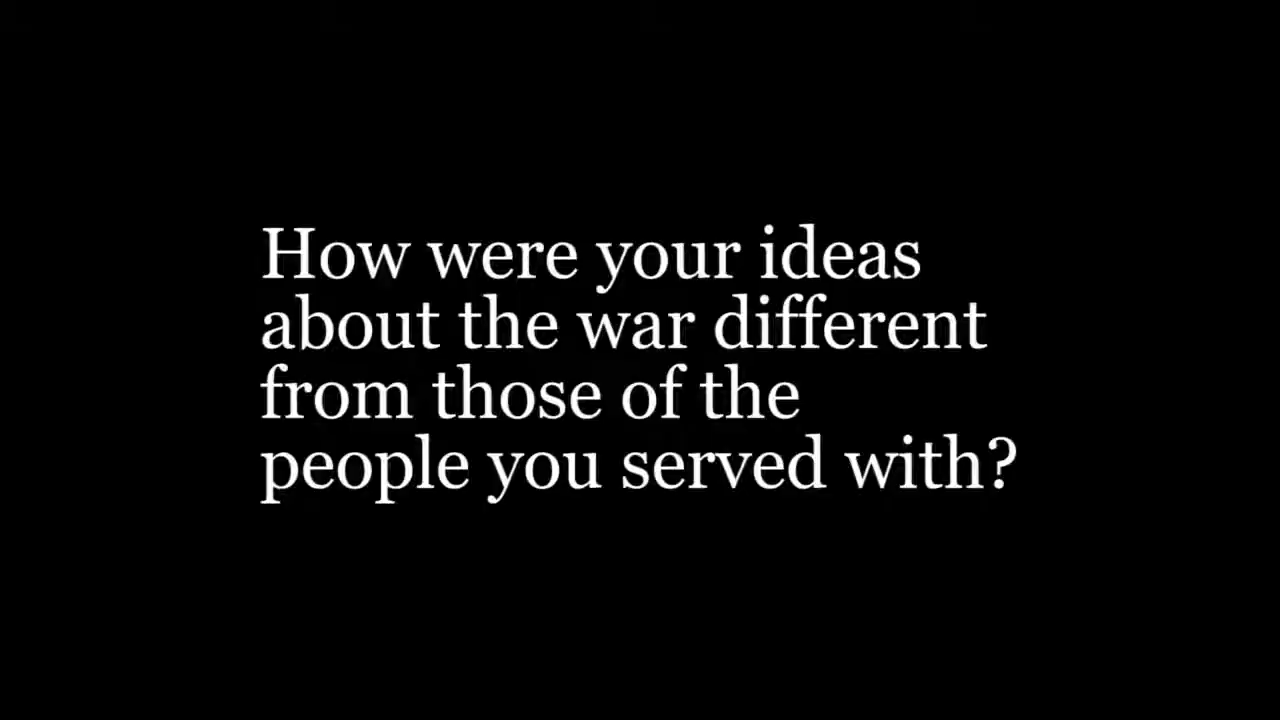 How were your ideas
about the war different
from those of the
people you served with?